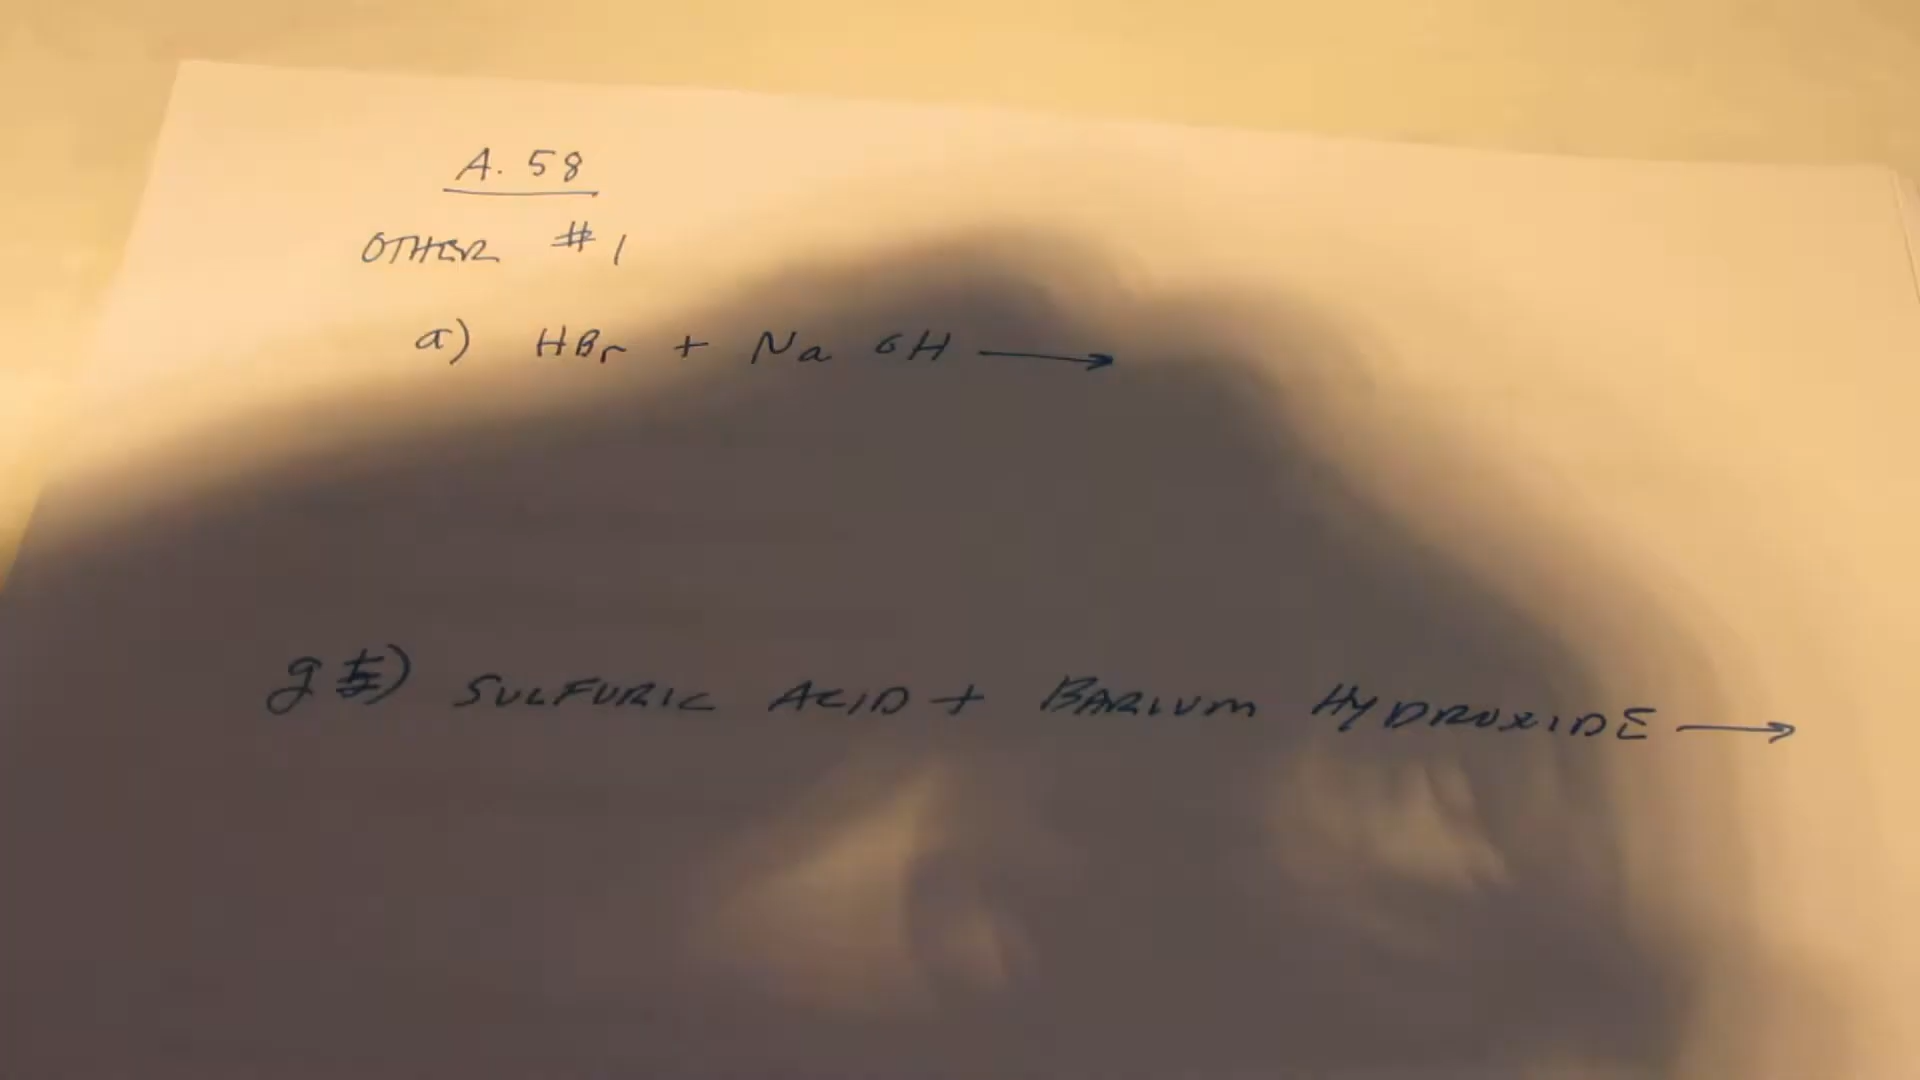 A. 58
OTHER # 1
a) HBr + Na OH ⟶
g) SULFURIC ACID + BARIUM HYDROXIDE ⟶